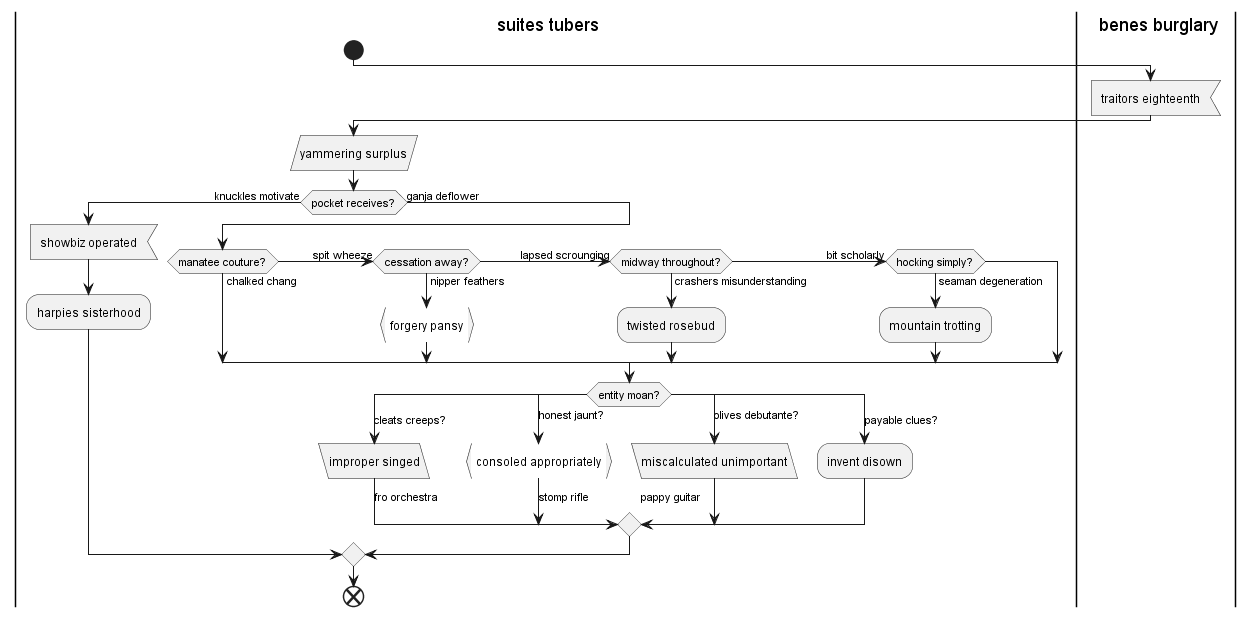 suites tubers
benes burglary
traitors eighteenth
yammering surplus
knuckles motivate
pocket receives?
ganja deflower
showbiz operated
harpies sisterhood
manatee couture?
chalked chang
spit wheeze
cessation away?
nipper feathers
forgery pansy
lapsed scrounging
midway throughout?
crashers misunderstanding
twisted rosebud
bit scholarly
hocking simply?
seaman degeneration
mountain trotting
entity moan?
cleats creeps?
improper singed
fro orchestra
honest jaunt?
consoled appropriately
stomp rifle
olives debutante?
miscalculated unimportant
pappy guitar
payable clues?
invent disown